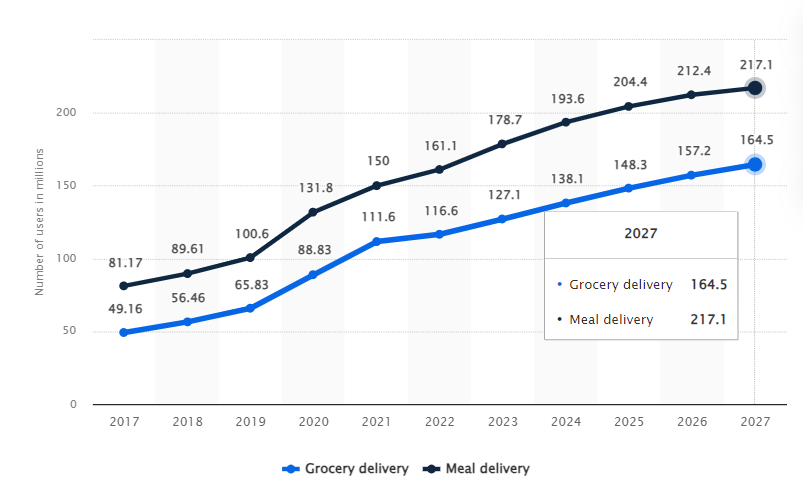 Number of users in millions
200
150
100
50
0
81.17 89.61 100.6 131.8 150 161.1 178.7 193.6 204.4 212.4 217.1
49.16 56.46 65.83 88.83 111.6 116.6 127.1 138.1 148.3 157.2 164.5
2027
• Grocery delivery 164.5
• Meal delivery 217.1
2017 2018 2019 2020 2021 2022 2023 2024 2025 2026 2027
Grocery delivery Meal delivery